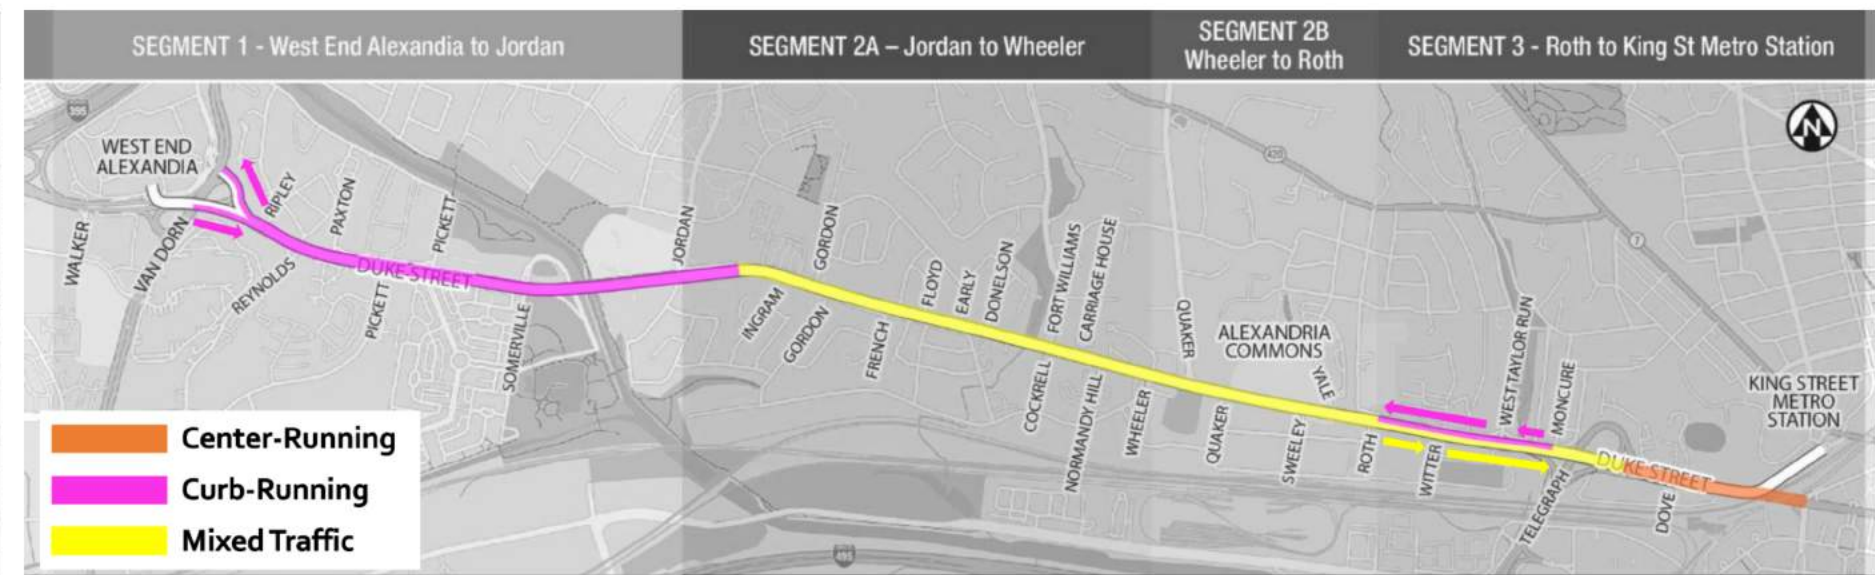 SEGMENT 1 - West End Alexandia to Jordan
SEGMENT 2A – Jordan to Wheeler
SEGMENT 2B
Wheeler to Roth
SEGMENT 3 - Roth to King St Metro Station
395
WEST END
ALEXANDIA
WALKER
VAN DORN
RIPLEY
REYNOLDS
PAXTON
PICKETT
PICKETT
DUKE STREET
SOMERVILLE
JORDAN
INGRAM
GORDON
GORDON
FRENCH
FLOYD
EARLY
DONELSON
FORT WILLIAMS
CARRIAGE HOUSE
COCKRELL
NORMANDY HILL
WHEELER
QUAKER
QUAKER
420
ALEXANDRIA
COMMONS
SWEELEY
YALE
ROTH
WITTER
WEST TAYLOR RUN
MONCURE
TELEGRAPH
7
N
DUKE STREET
DOVE
KING STREET
METRO
STATION
495
Center-Running
Curb-Running
Mixed Traffic